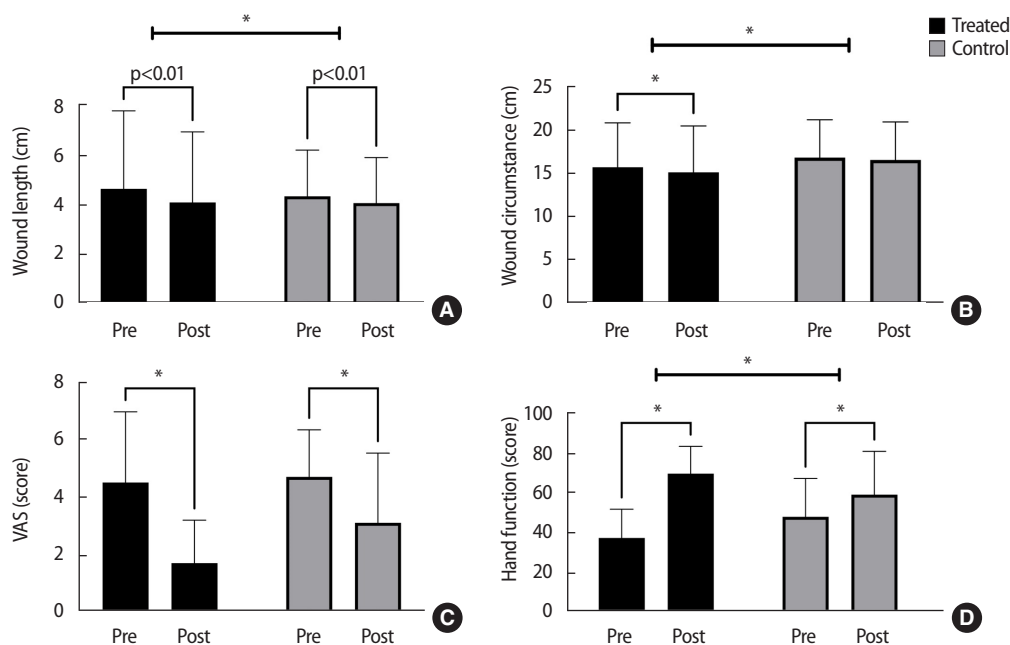 *
p<0.01
p<0.01
Wound length (cm)
8
6
4
2
0
Pre
Post
Pre
Post
A
Treated
Control
*
*
Wound circumstance (cm)
25
20
15
10
5
0
Pre
Post
Pre
Post
B
*
*
VAS (score)
8
6
4
2
0
Pre
Post
Pre
Post
C
*
*
*
Hand function (score)
100
80
60
40
20
0
Pre
Post
Pre
Post
D